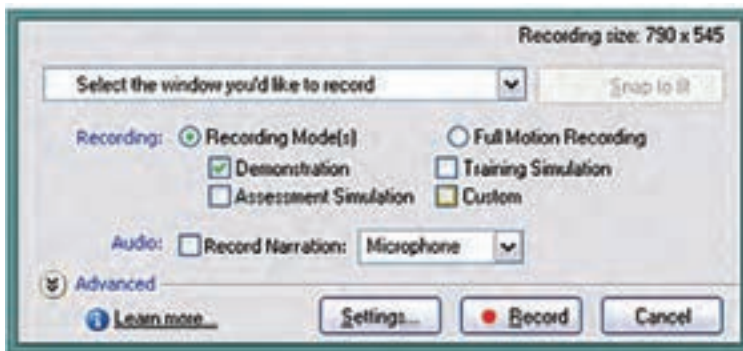 Recording size: 790 x 545
Select the window you'd like to record Snap to fit
Recording: Recording Mode(s) Full Motion Recording
Demonstration Training Simulation
Assessment Simulation Custom
Audio: Record Narration: Microphone
Advanced
Learn more... Settings... Record Cancel